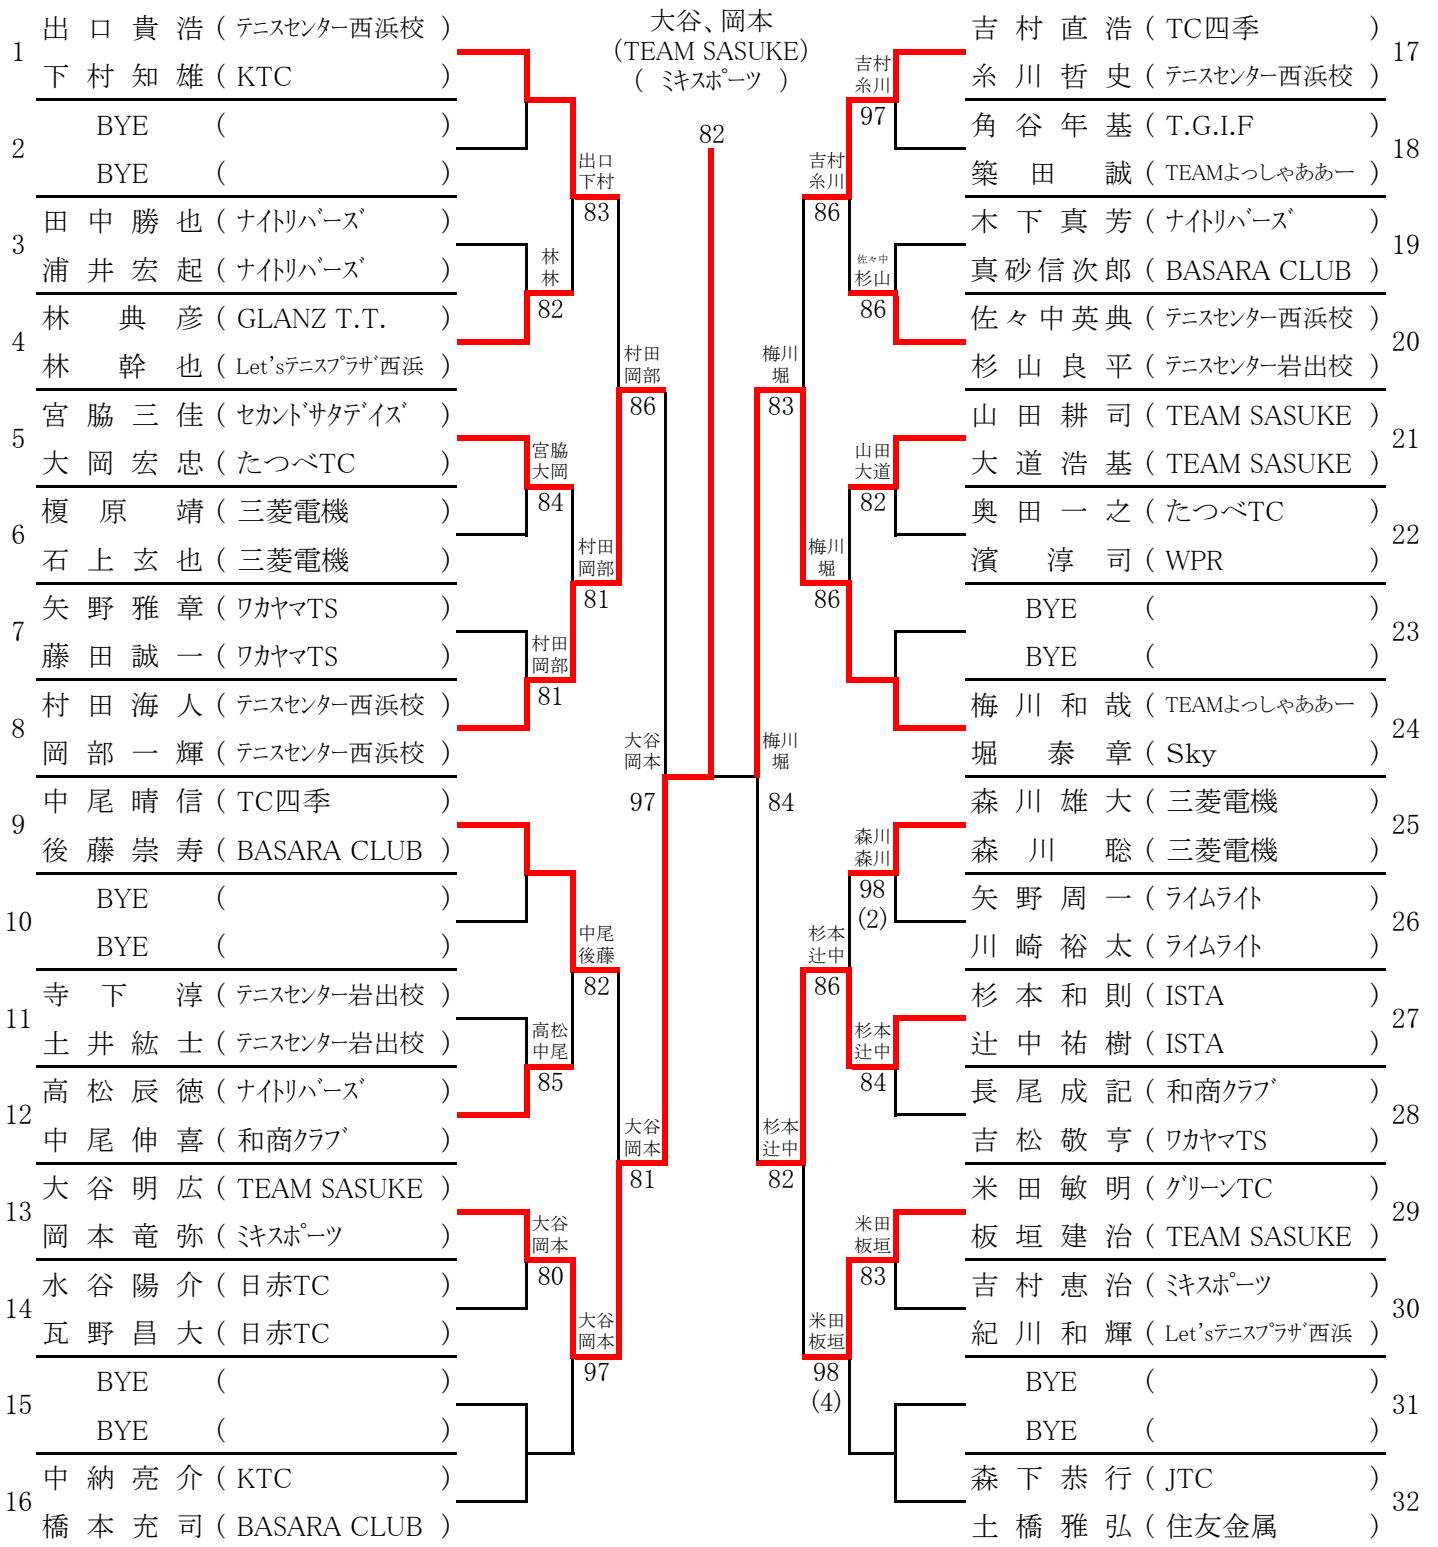 大谷、岡本
(TEAM SASUKE)
( ミキスポーツ )
82
1
出口貴浩 ( テニスセンター西浜校 )
下村知雄 ( KTC )
2
BYE ( )
BYE ( )
3
田中勝也 ( ナイトリバーズ )
浦井宏起 ( ナイトリバーズ )
4
林典彦 ( GLANZ T.T. )
林幹也 ( Let'sテニスプラザ西浜 )
5
宮脇三佳 ( セカンドサタデイズ )
大岡宏忠 ( たつべTC )
6
榎原靖 ( 三菱電機 )
石上玄也 ( 三菱電機 )
7
矢野雅章 ( ワカヤマTS )
藤田誠一 ( ワカヤマTS )
8
村田海人 ( テニスセンター西浜校 )
岡部一輝 ( テニスセンター西浜校 )
9
中尾晴信 ( TC四季 )
後藤崇寿 ( BASARA CLUB )
10
BYE ( )
BYE ( )
11
寺下淳 ( テニスセンター岩出校 )
土井紘士 ( テニスセンター岩出校 )
12
高松辰徳 ( ナイトリバーズ )
中尾伸喜 ( 和商クラブ )
13
大谷明広 ( TEAM SASUKE )
岡本竜弥 ( ミキスポーツ )
14
水谷陽介 ( 日赤TC )
瓦野昌大 ( 日赤TC )
15
BYE ( )
BYE ( )
16
中納亮介 ( KTC )
橋本充司 ( BASARA CLUB )
林
林
82
宮脇
大岡
84
村田
岡部
81
高松
中尾
85
大谷
岡本
80
出口
下村
83
村田
岡部
81
中尾
後藤
82
大谷
岡本
97
村田
岡部
86
大谷
岡本
81
大谷
岡本
97
梅川
堀
84
梅川
堀
83
杉本
辻中
82
吉村
糸川
86
梅川
堀
86
杉本
辻中
86
米田
板垣
98
(4)
吉村
糸川
97
佐々中
杉山
86
山田
大道
82
森川
森川
98
(2)
杉本
辻中
84
米田
板垣
83
吉村直浩 ( TC四季 )
糸川哲史 ( テニスセンター西浜校 )
17
角谷年基 ( T.G.I.F )
築田誠 ( TEAMよっしゃああー )
18
木下真芳 ( ナイトリバーズ )
真砂信次郎 ( BASARA CLUB )
19
佐々中英典 ( テニスセンター西浜校 )
杉山良平 ( テニスセンター岩出校 )
20
山田耕司 ( TEAM SASUKE )
大道浩基 ( TEAM SASUKE )
21
奥田一之 ( たつべTC )
濱淳司 ( WPR )
22
BYE ( )
BYE ( )
23
梅川和哉 ( TEAMよっしゃああー )
堀泰章 ( Sky )
24
森川雄大 ( 三菱電機 )
森川聡 ( 三菱電機 )
25
矢野周一 ( ライムライト )
川崎裕太 ( ライムライト )
26
杉本和則 ( ISTA )
辻中祐樹 ( ISTA )
27
長尾成記 ( 和商クラブ )
吉松敬亨 ( ワカヤマTS )
28
米田敏明 ( グリーンTC )
板垣建治 ( TEAM SASUKE )
29
吉村恵治 ( ミキスポーツ )
紀川和輝 ( Let'sテニスプラザ西浜 )
30
BYE ( )
BYE ( )
31
森下恭行 ( JTC )
土橋雅弘 ( 住友金属 )
32